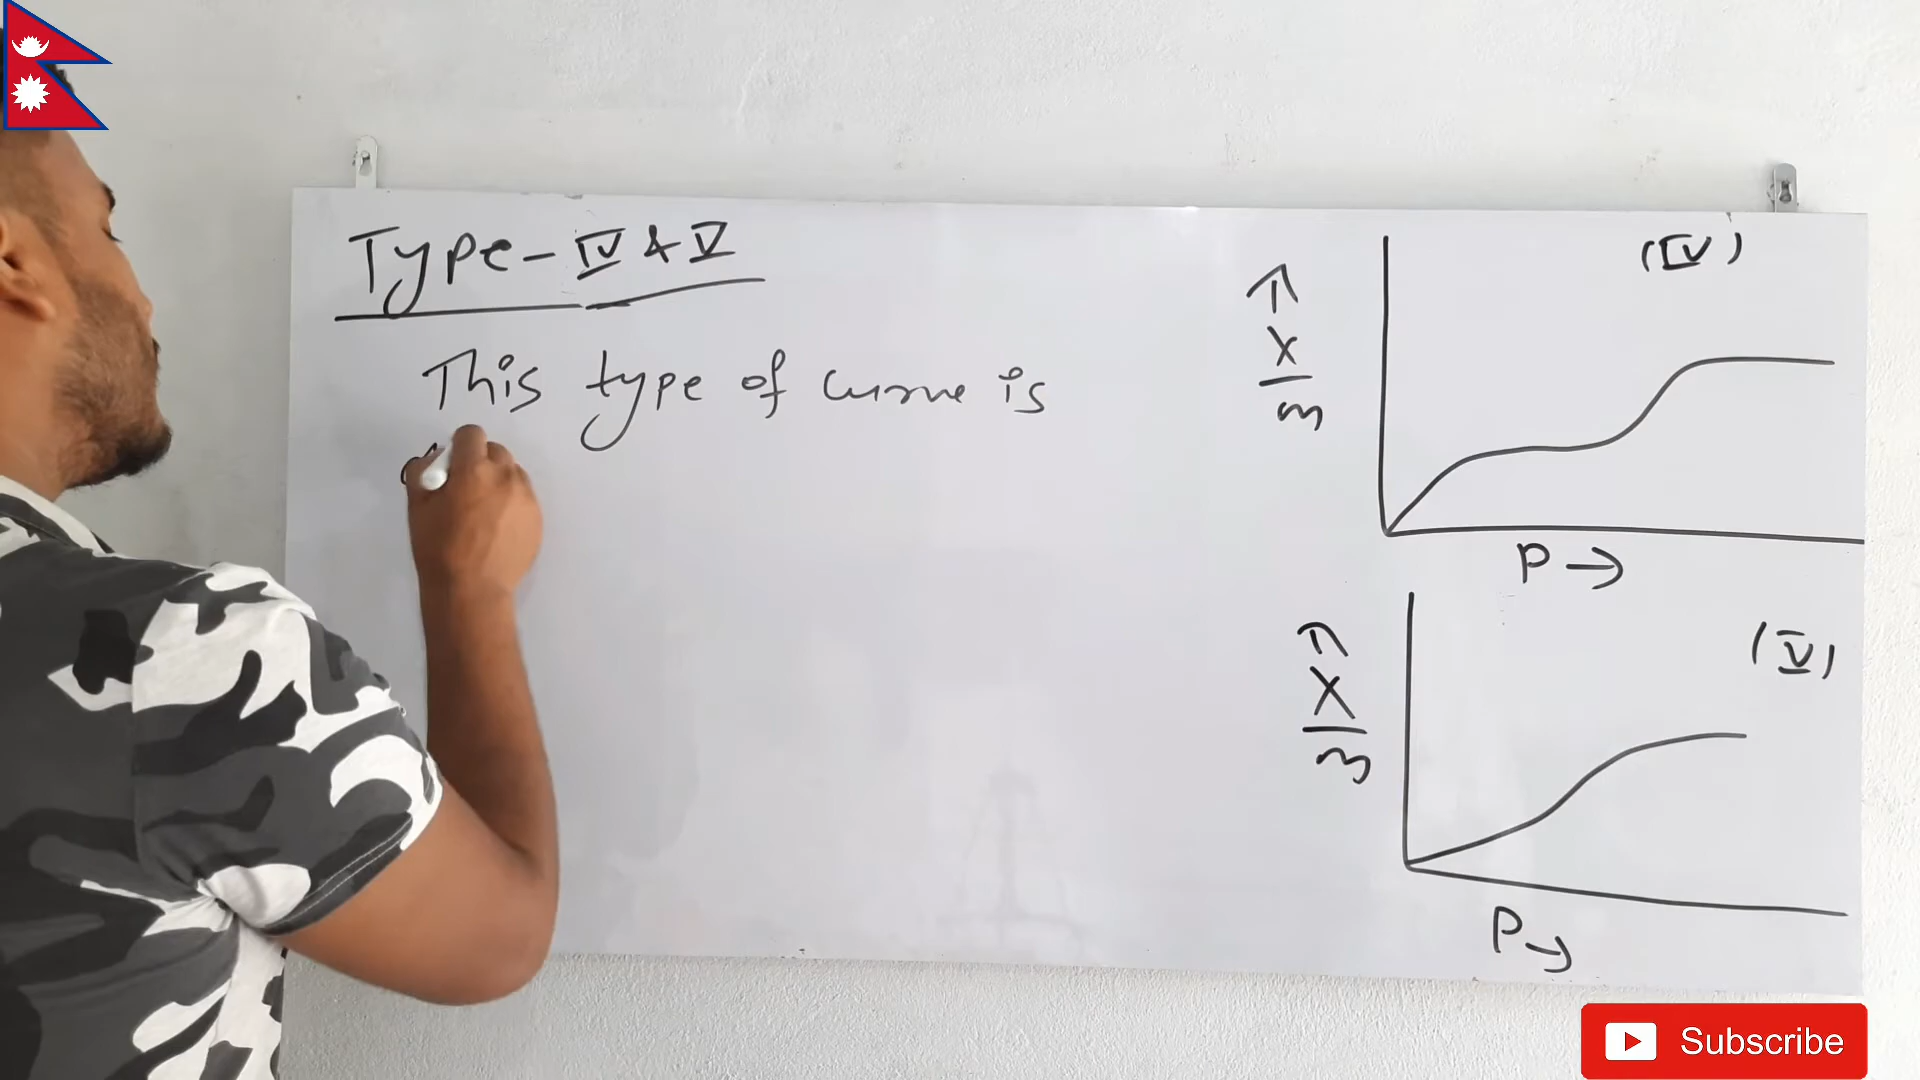 Type - IV & V
This type of curve is
(IV)
↑
x
m
P →
(V)
↑
x
m
P →
Subscribe